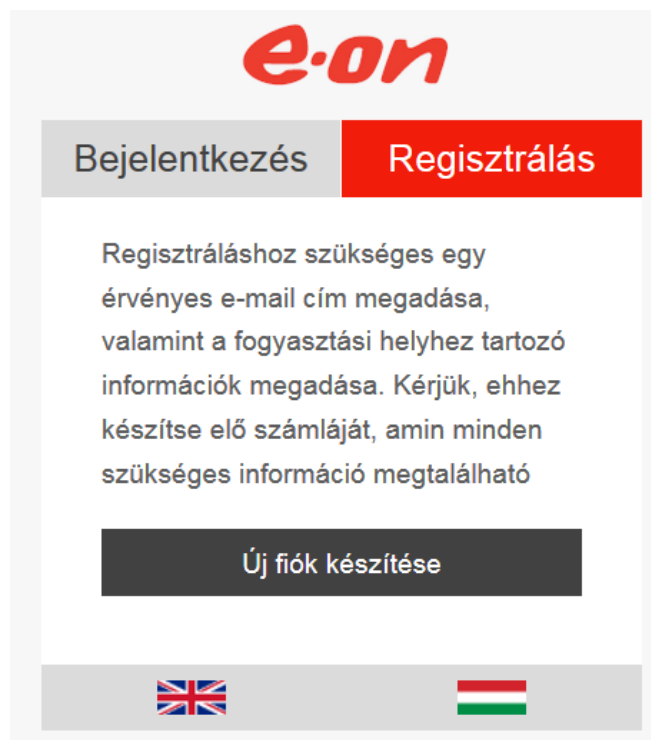 e·on
Bejelentkezés
Regisztrálás
Regisztráláshoz szükséges egy
érvényes e-mail cím megadása,
valamint a fogyasztási helyhez tartozó
információk megadása. Kérjük, ehhez
készítse elő számláját, amin minden
szükséges információ megtalálható
Új fiók készítése